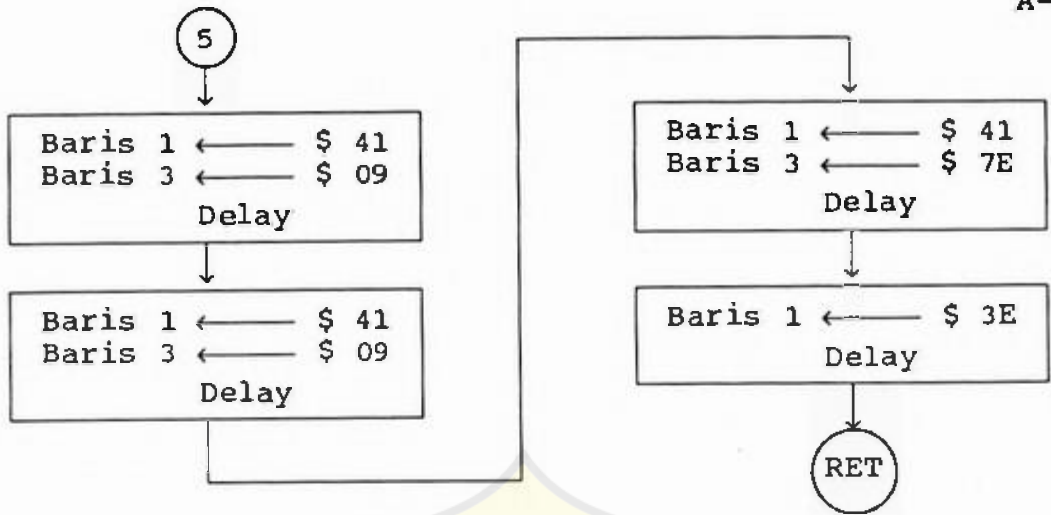 A-
5
Baris 1 ← $ 41
Baris 3 ← $ 09
Delay
Baris 1 ← $ 41
Baris 3 ← $ 09
Delay
Baris 1 ← $ 41
Baris 3 ← $ 7E
Delay
Baris 1 ← $ 3E
Delay
RET